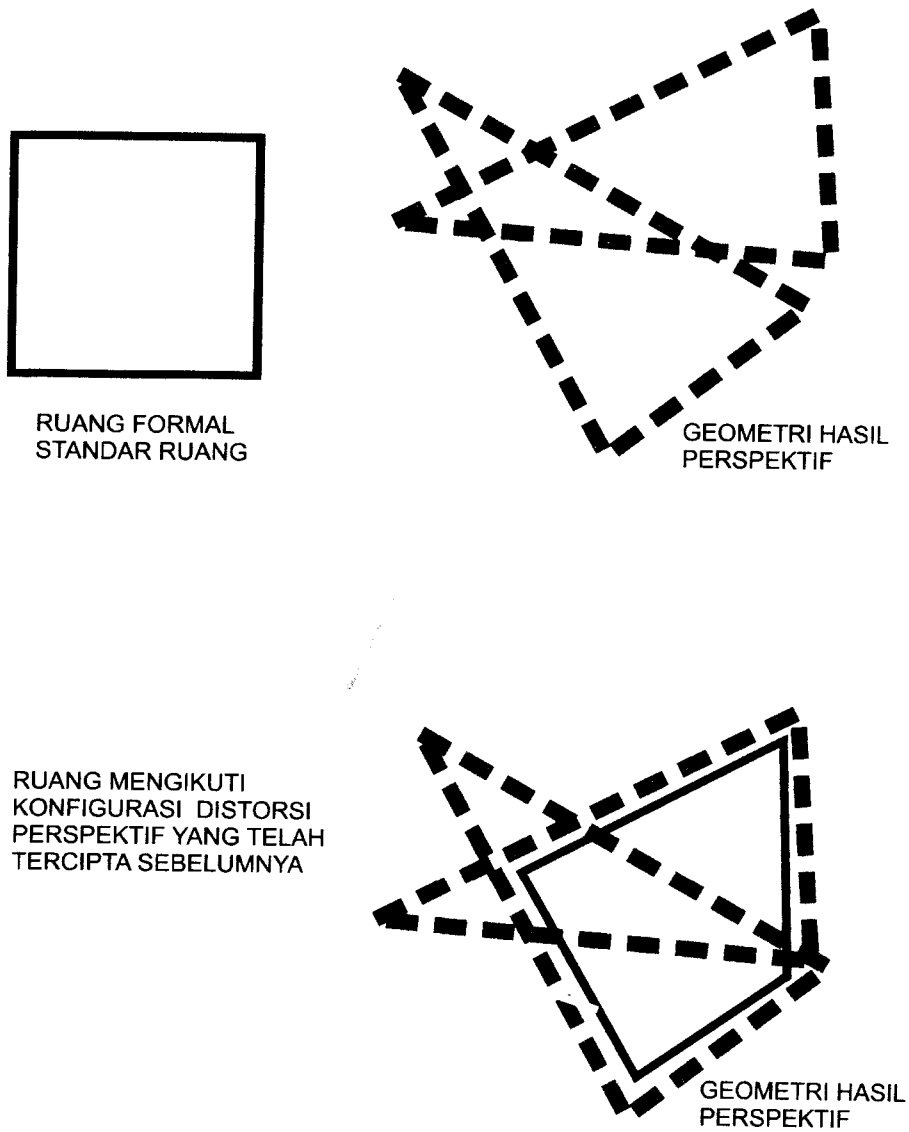 RUANG FORMAL
STANDAR RUANG
GEOMETRI HASIL
PERSPEKTIF
RUANG MENGIKUTI
KONFIGURASI DISTORSI
PERSPEKTIF YANG TELAH
TERCIPTA SEBELUMNYA
GEOMETRI HASIL
PERSPEKTIF